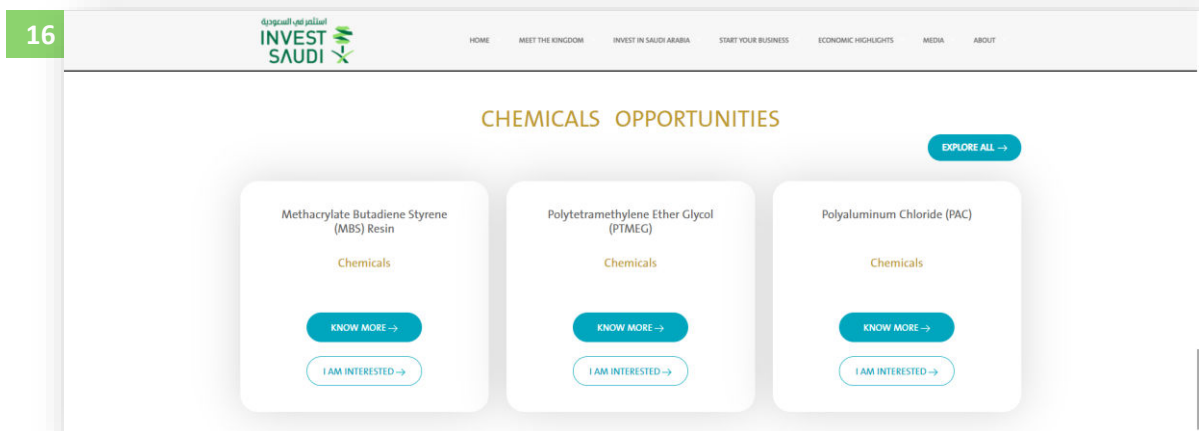 16
استثمر في السعودية
INVEST
SAUDI
HOME MEET THE KINGDOM INVEST IN SAUDI ARABIA START YOUR BUSINESS ECONOMIC HIGHLIGHTS MEDIA ABOUT
CHEMICALS OPPORTUNITIES
EXPLORE ALL →
Methacrylate Butadiene Styrene
(MBS) Resin
Chemicals
KNOW MORE →
I AM INTERESTED →
Polytetramethylene Ether Glycol
(PTMEG)
Chemicals
KNOW MORE →
I AM INTERESTED →
Polyaluminum Chloride (PAC)
Chemicals
KNOW MORE →
I AM INTERESTED →